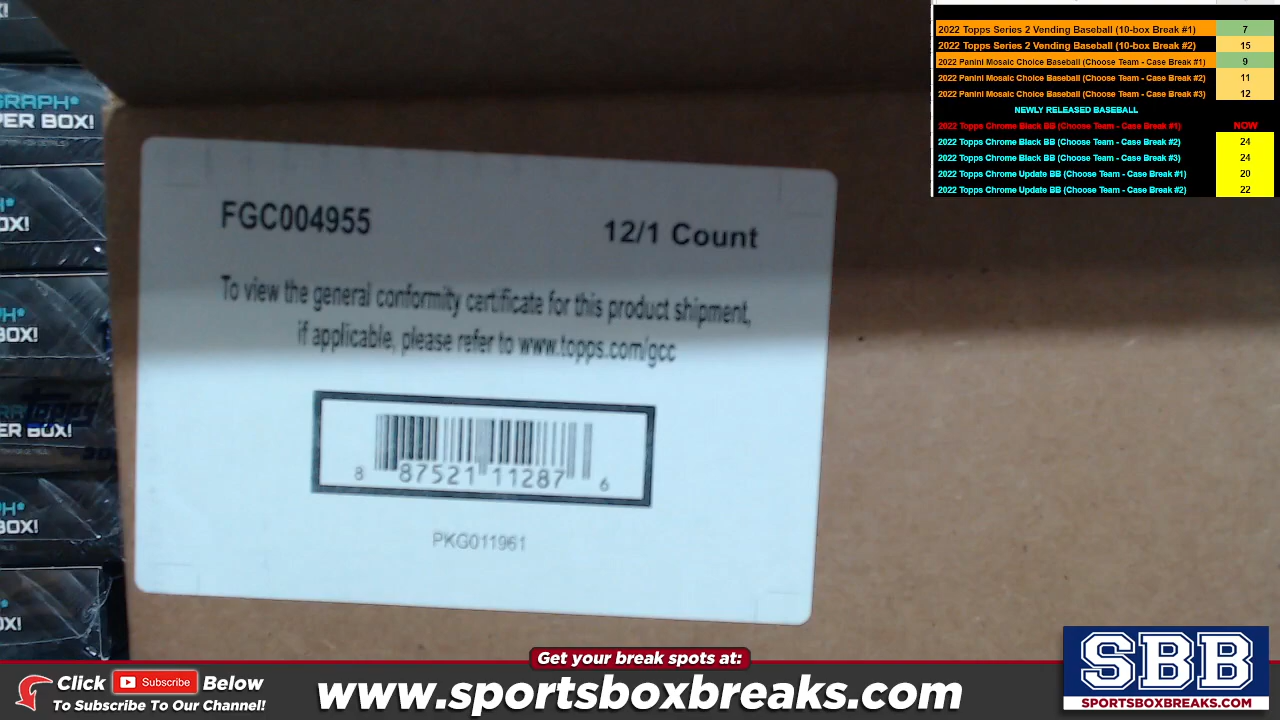 2022 Topps Series 2 Vending Baseball (10-box Break #1) 7
2022 Topps Series 2 Vending Baseball (10-box Break #2) 15
2022 Panini Mosaic Choice Baseball (Choose Team - Case Break #1) 9
2022 Panini Mosaic Choice Baseball (Choose Team - Case Break #2) 11
2022 Panini Mosaic Choice Baseball (Choose Team - Case Break #3) 12
NEWLY RELEASED BASEBALL
2022 Topps Chrome Black BB (Choose Team - Case Break #1) NOW
2022 Topps Chrome Black BB (Choose Team - Case Break #2) 24
2022 Topps Chrome Black BB (Choose Team - Case Break #3) 24
2022 Topps Chrome Update BB (Choose Team - Case Break #1) 20
2022 Topps Chrome Update BB (Choose Team - Case Break #2) 22
GRAPH
PER BOX!
OX!
BOX!
Topps
ER BOX!
BOX!
X!
FGC004955
12/1 Count
To view the general conformity certificate for this product shipment,
if applicable, please refer to www.topps.com/gcc
8 87521 11287 6
PKG011961
Get your break spots at:
Click Subscribe Below
To Subscribe To Our Channel!
www.sportsboxbreaks.com
SBB
SPORTSBOXBREAKS.COM